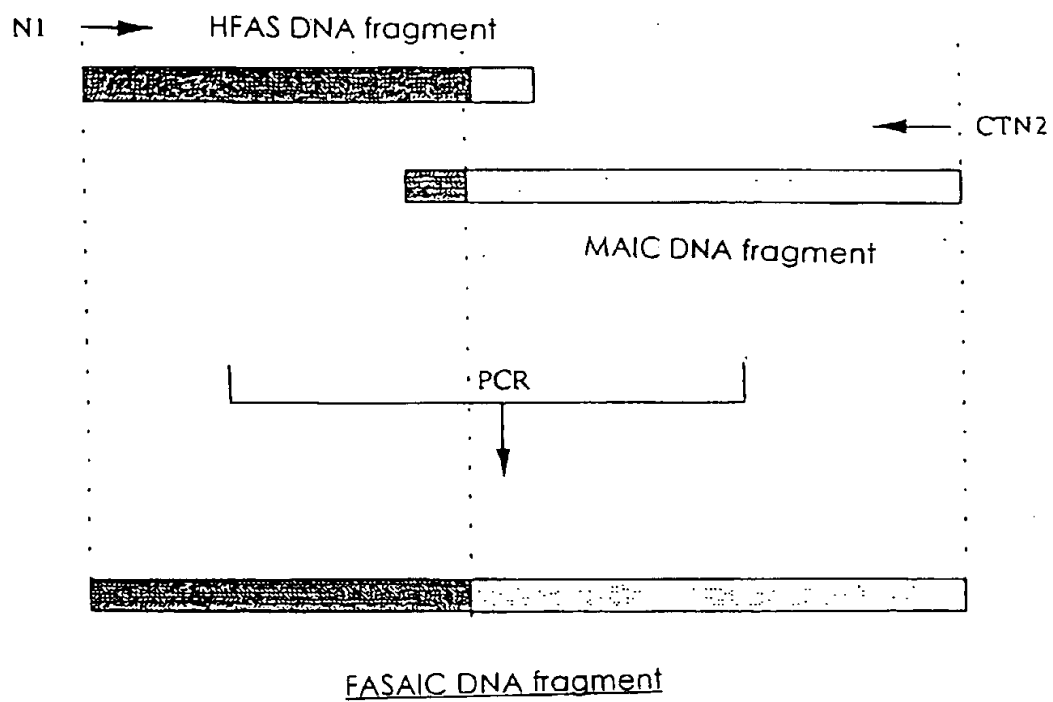 N1
HFAS DNA fragment
CTN2
MAIC DNA fragment
PCR
FASAIC DNA fragment